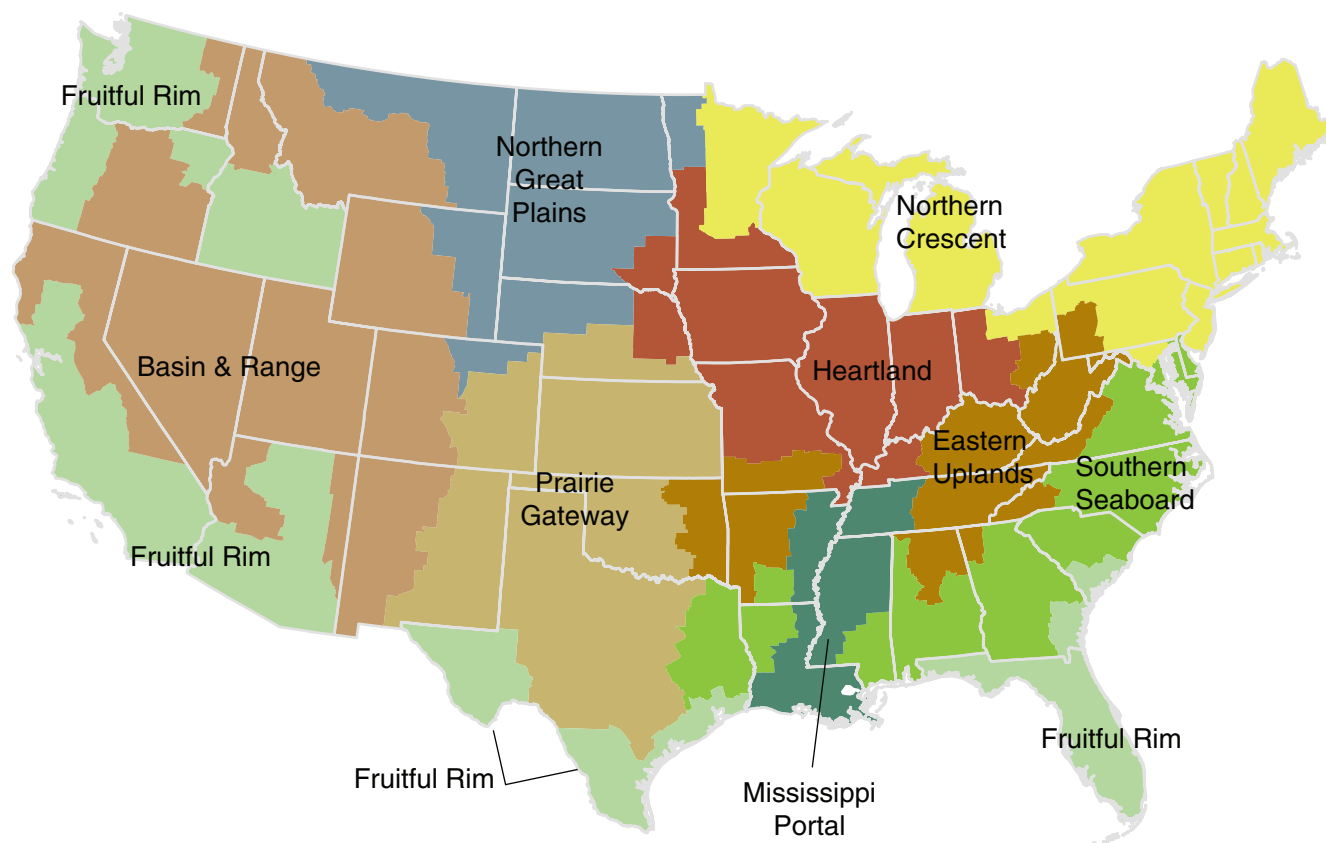 Fruitful Rim
Northern
Great
Plains
Northern
Crescent
Basin & Range
Heartland
Eastern
Uplands
Southern
Seaboard
Prairie
Gateway
Fruitful Rim
Fruitful Rim
Fruitful Rim
Mississippi
Portal